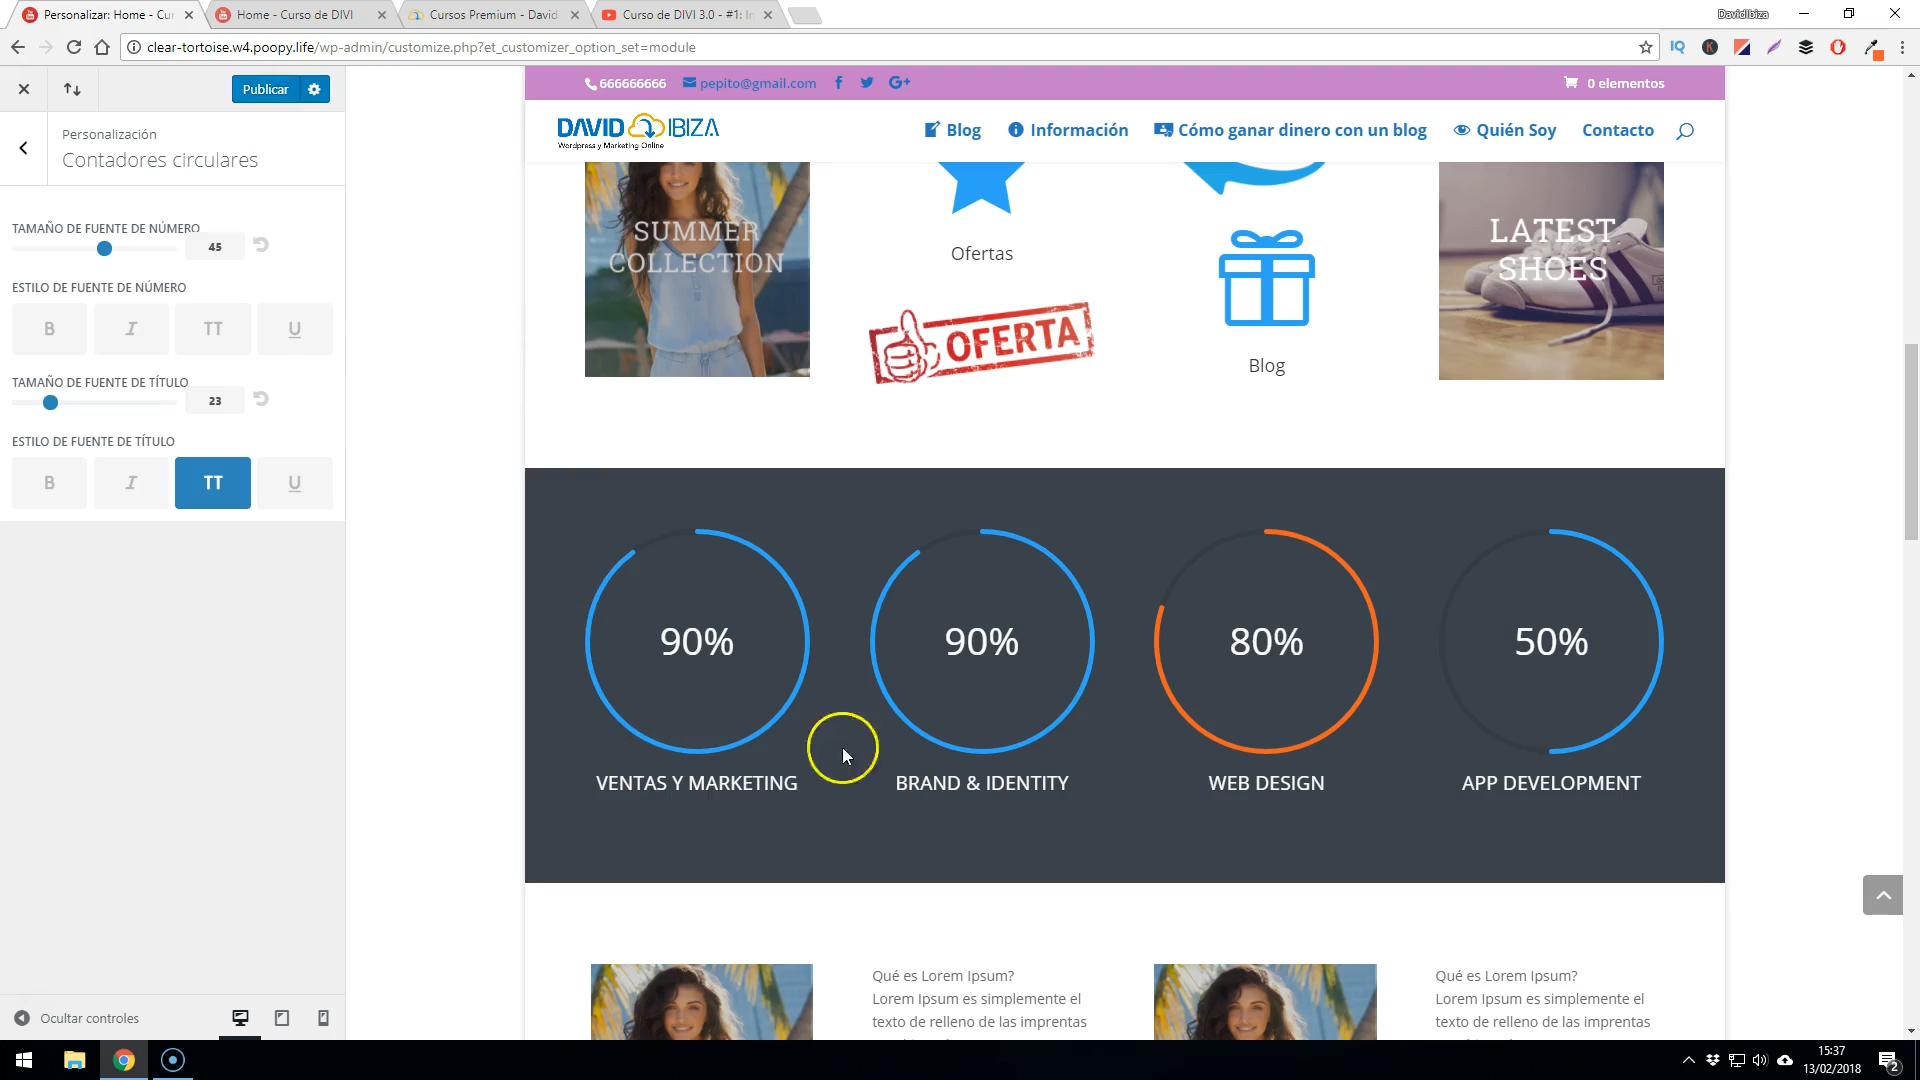 Personalizar: Home - Cur
Home - Curso de DIVI
Cursos Premium - David
Curso de DIVI 3.0 - #1: In
DavidIbiza
clear-tortoise.w4.poopy.life/wp-admin/customize.php?et_customizer_option_set=module
IQ
K
Publicar
Personalización
Contadores circulares
TAMAÑO DE FUENTE DE NÚMERO
45
ESTILO DE FUENTE DE NÚMERO
B I TT U
TAMAÑO DE FUENTE DE TÍTULO
23
ESTILO DE FUENTE DE TÍTULO
B I TT U
Ocultar controles
666666666 pepito@gmail.com f G+ 0 elementos
DAVID IBIZA
Wordpress y Marketing Online
Blog Información Cómo ganar dinero con un blog Quién Soy Contacto
SUMMER
COLLECTION
Ofertas
OFERTA
Blog
LATEST
SHOES
90% 90% 80% 50%
VENTAS Y MARKETING BRAND & IDENTITY WEB DESIGN APP DEVELOPMENT
Qué es Lorem Ipsum?
Lorem Ipsum es simplemente el
texto de relleno de las imprentas
Qué es Lorem Ipsum?
Lorem Ipsum es simplemente el
texto de relleno de las imprentas
15:37
13/02/2018
2